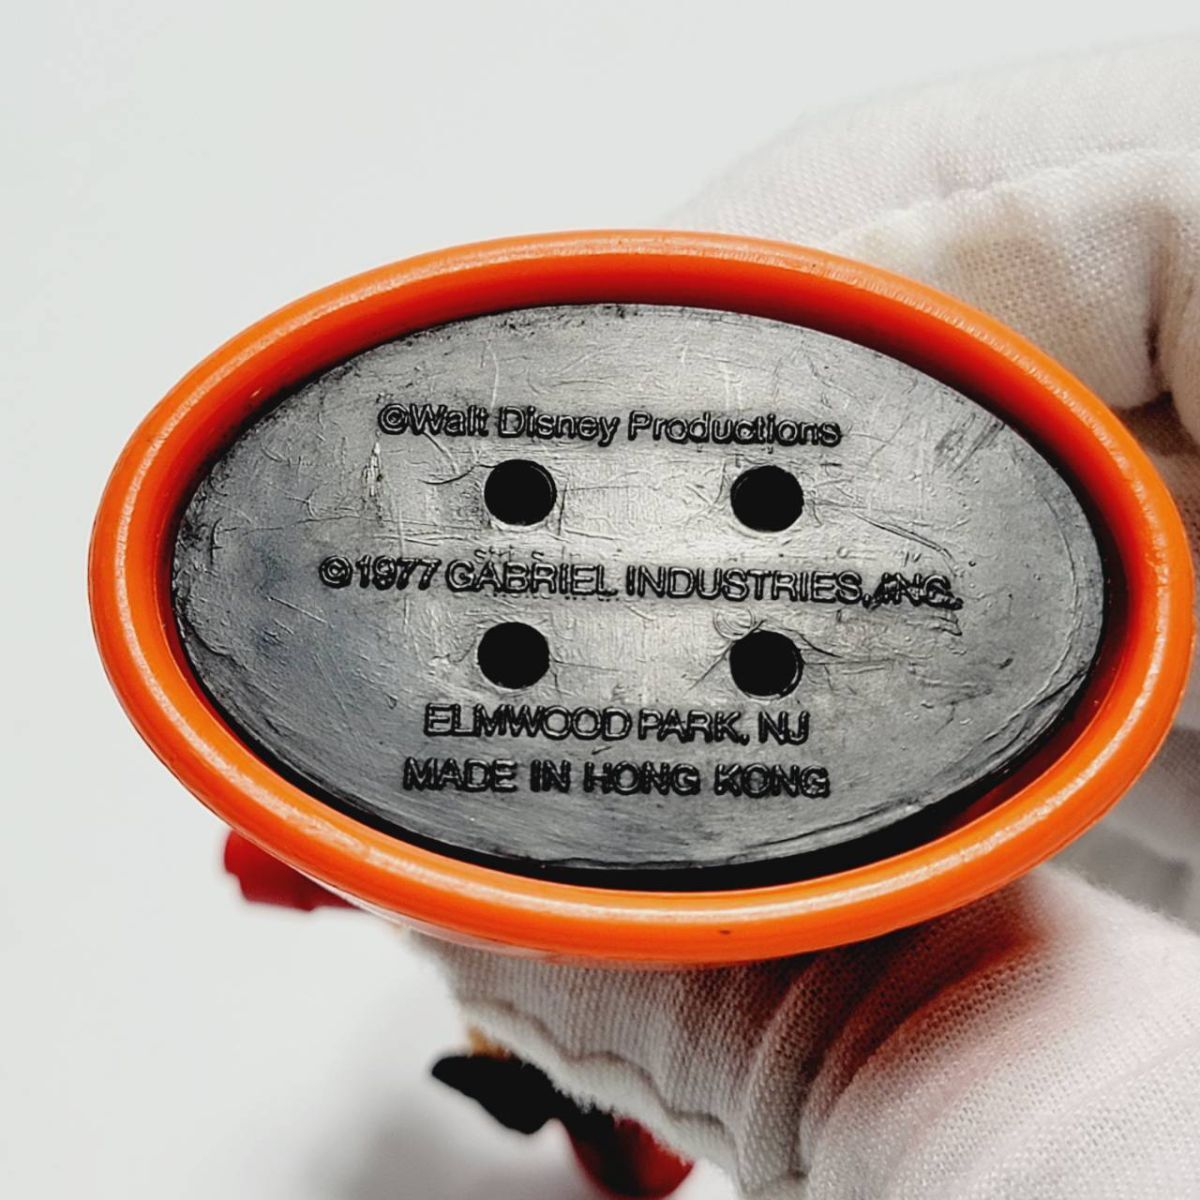 ©Walt Disney Productions
©1977 GABRIEL INDUSTRIES, INC.
ELMWOOD PARK, NJ
MADE IN HONG KONG